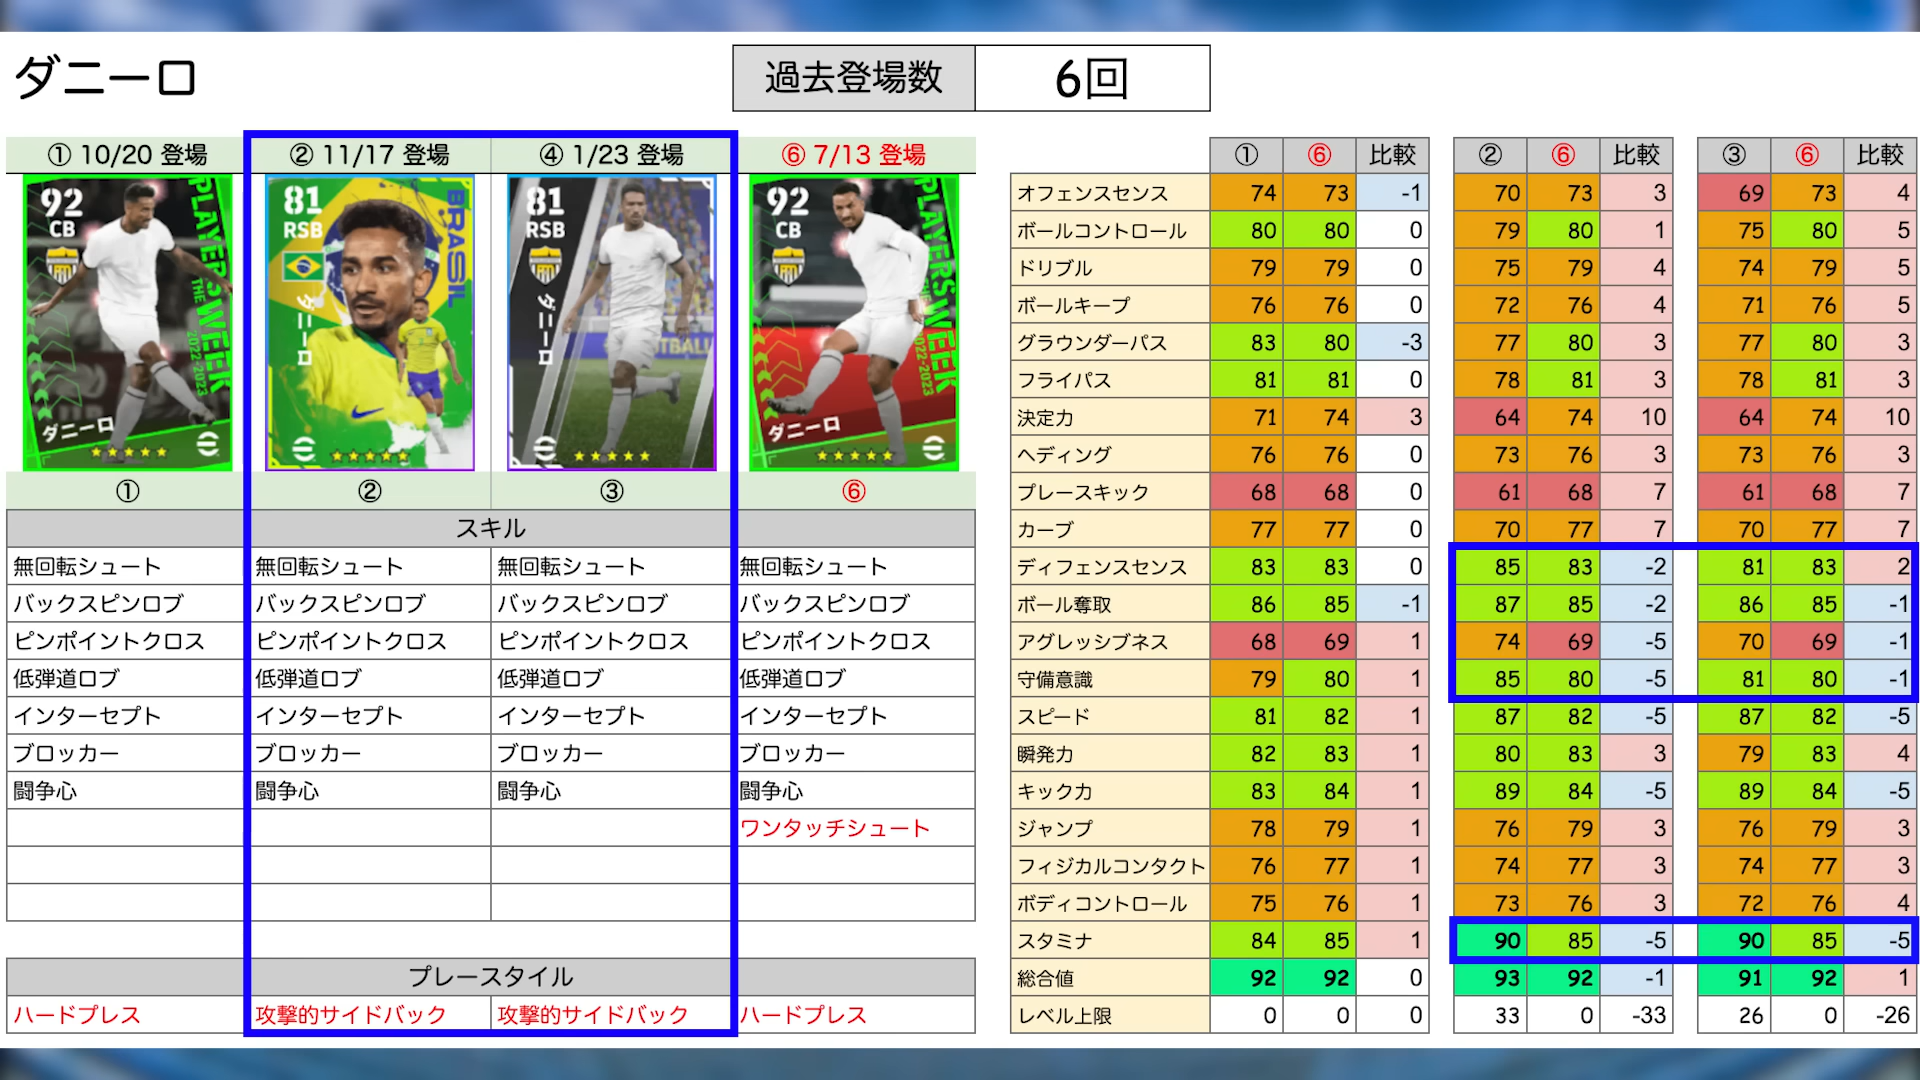 ダニーロ
過去登場数 6回
① 10/20 登場 ② 11/17 登場 ④ 1/23 登場 ⑥ 7/13 登場
92 CB PLAYERS OF THE WEEK 2022-2023 ダニーロ
81 RSB BRASIL ダニーロ
81 RSB ダニーロ
92 CB PLAYERS OF THE WEEK 2022-2023 ダニーロ
① ② ③ ⑥
スキル
無回転シュート 無回転シュート 無回転シュート 無回転シュート
バックスピンロブ バックスピンロブ バックスピンロブ バックスピンロブ
ピンポイントクロス ピンポイントクロス ピンポイントクロス ピンポイントクロス
低弾道ロブ 低弾道ロブ 低弾道ロブ 低弾道ロブ
インターセプト インターセプト インターセプト インターセプト
ブロッカー ブロッカー ブロッカー ブロッカー
闘争心 闘争心 闘争心 闘争心
ワンタッチシュート
プレースタイル
ハードプレス 攻撃的サイドバック 攻撃的サイドバック ハードプレス
① ⑥ 比較 ② ⑥ 比較 ③ ⑥ 比較
オフェンスセンス 74 73 -1 70 73 3 69 73 4
ボールコントロール 80 80 0 79 80 1 75 80 5
ドリブル 79 79 0 75 79 4 74 79 5
ボールキープ 76 76 0 72 76 4 71 76 5
グラウンダーパス 83 80 -3 77 80 3 77 80 3
フライパス 81 81 0 78 81 3 78 81 3
決定力 71 74 3 64 74 10 64 74 10
ヘディング 76 76 0 73 76 3 73 76 3
プレースキック 68 68 0 61 68 7 61 68 7
カーブ 77 77 0 70 77 7 70 77 7
ディフェンスセンス 83 83 0 85 83 -2 81 83 2
ボール奪取 86 85 -1 87 85 -2 86 85 -1
アグレッシブネス 68 69 1 74 69 -5 70 69 -1
守備意識 79 80 1 85 80 -5 81 80 -1
スピード 81 82 1 87 82 -5 87 82 -5
瞬発力 82 83 1 80 83 3 79 83 4
キック力 83 84 1 89 84 -5 89 84 -5
ジャンプ 78 79 1 76 79 3 76 79 3
フィジカルコンタクト 76 77 1 74 77 3 74 77 3
ボディコントロール 75 76 1 73 76 3 72 76 4
スタミナ 84 85 1 90 85 -5 90 85 -5
総合値 92 92 0 93 92 -1 91 92 1
レベル上限 0 0 0 33 0 -33 26 0 -26